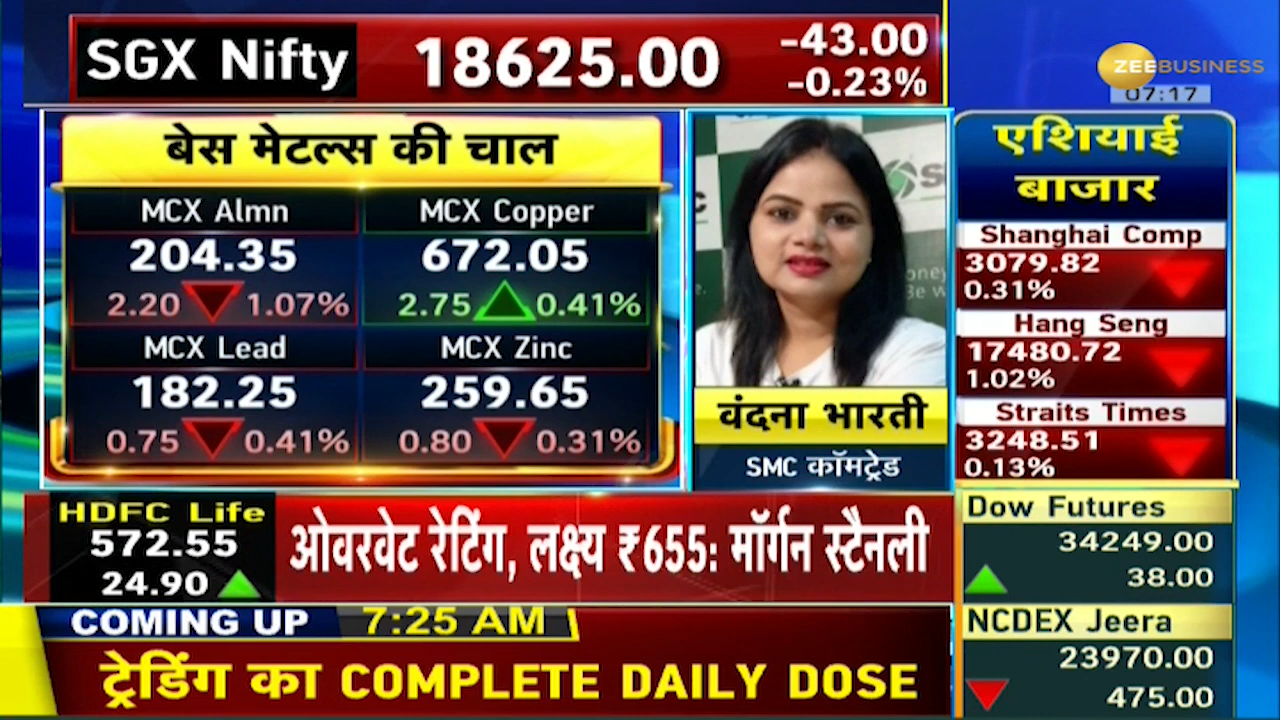 SGX Nifty 18625.00 -43.00
-0.23%
ZEEBUSINESS
07:17
बेस मेटल्स की चाल
MCX Almn
204.35
2.20 1.07%
MCX Copper
672.05
2.75 0.41%
MCX Lead
182.25
0.75 0.41%
MCX Zinc
259.65
0.80 0.31%
वंदना भारती
SMC कॉमट्रेड
एशियाई
बाजार
Shanghai Comp
3079.82
0.31%
Hang Seng
17480.72
1.02%
Straits Times
3248.51
0.13%
HDFC Life
572.55
24.90
ओवरवेट रेटिंग, लक्ष्य ₹655: मॉर्गन स्टैनली
Dow Futures
34249.00
38.00
NCDEX Jeera
23970.00
475.00
COMING UP 7:25 AM
ट्रेडिंग का COMPLETE DAILY DOSE